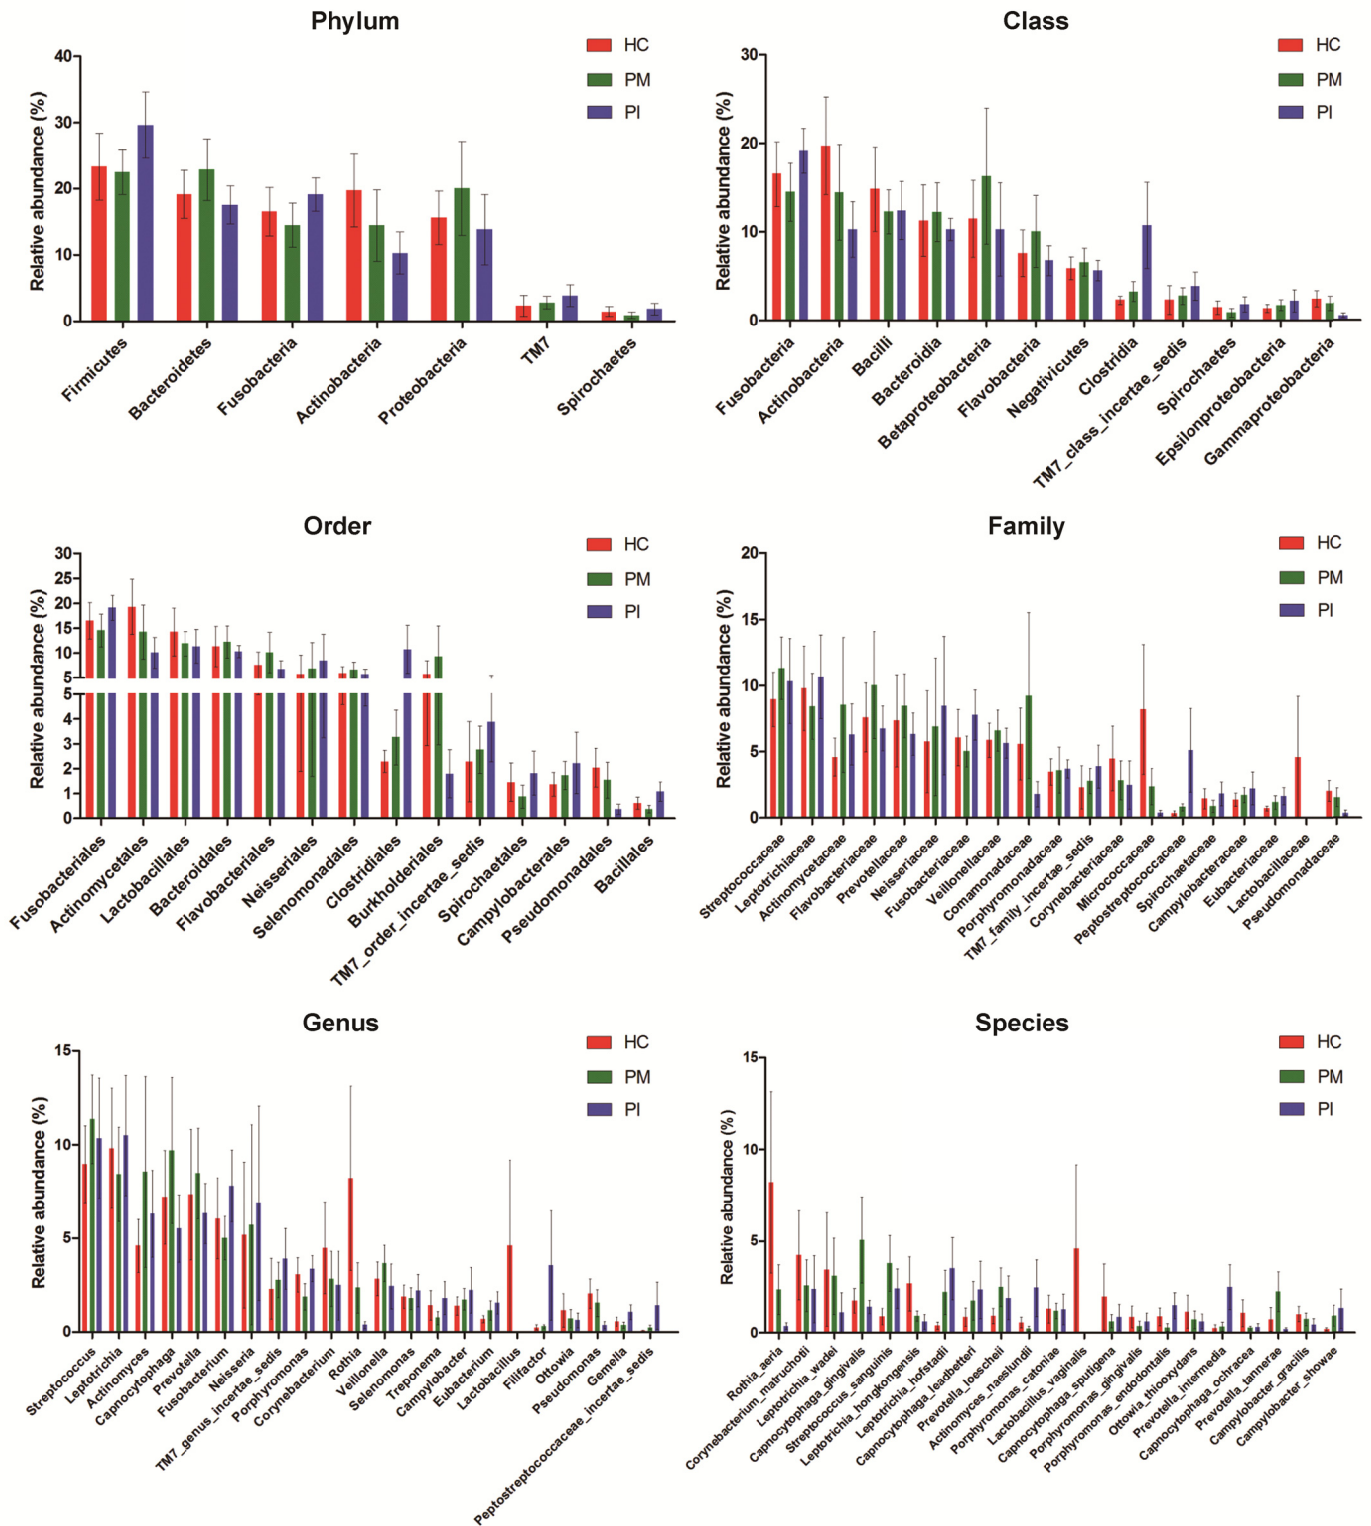 Phylum
HC
PM
PI
Relative abundance (%)
40
30
20
10
0
Firmicutes
Bacteroidetes
Fusobacteria
Actinobacteria
Proteobacteria
TM7
Spirochaetes
Class
HC
PM
PI
Relative abundance (%)
30
20
10
0
Fusobacteria
Actinobacteria
Bacilli
Bacteroidia
Betaproteobacteria
Flavobacteria
Negativicutes
Clostridia
TM7_class_incertae_sedis
Spirochaetes
Epsilonproteobacteria
Gammaproteobacteria
Order
HC
PM
PI
Relative abundance (%)
30
25
20
15
10
5
5
4
3
2
1
0
Fusobacteriales
Actinomycetales
Lactobacillales
Bacteroidales
Flavobacteriales
Neisseriales
Selenomonadales
Clostridiales
Burkholderiales
TM7_order_incertae_sedis
Spirochaetales
Campylobacterales
Pseudomonadales
Bacillales
Family
HC
PM
PI
Relative abundance (%)
20
15
10
5
0
Streptococcaceae
Leptotrichiaceae
Actinomycetaceae
Flavobacteriaceae
Prevotellaceae
Neisseriaceae
Fusobacteriaceae
Veillonellaceae
Comamonadaceae
Porphyromonadaceae
TM7_family_incertae_sedis
Corynebacteriaceae
Micrococcaceae
Peptostreptococcaceae
Spirochaetaceae
Campylobacteraceae
Eubacteriaceae
Lactobacillaceae
Pseudomonadaceae
Genus
HC
PM
PI
Relative abundance (%)
15
10
5
0
Streptococcus
Leptotrichia
Actinomyces
Capnocytophaga
Prevotella
Fusobacterium
Neisseria
TM7_genus_incertae_sedis
Porphyromonas
Corynebacterium
Rothia
Veillonella
Selenomonas
Treponema
Campylobacter
Eubacterium
Lactobacillus
Filifactor
Ottowia
Pseudomonas
Gemella
Peptostreptococcaceae_incertae_sedis
Species
HC
PM
PI
Relative abundance (%)
15
10
5
0
Rothia_aeria
Corynebacterium_matruchotii
Leptotrichia_wadei
Capnocytophaga_gingivalis
Streptococcus_sanguinis
Leptotrichia_hongkongensis
Leptotrichia_hofstadii
Capnocytophaga_leadbetteri
Prevotella_loescheii
Actinomyces_naeslundii
Porphyromonas_catoniae
Lactobacillus_vaginalis
Capnocytophaga_sputigena
Porphyromonas_gingivalis
Porphyromonas_endodontalis
Ottowia_thiooxydans
Prevotella_intermedia
Capnocytophaga_ochracea
Prevotella_tannerae
Campylobacter_gracilis
Campylobacter_showae